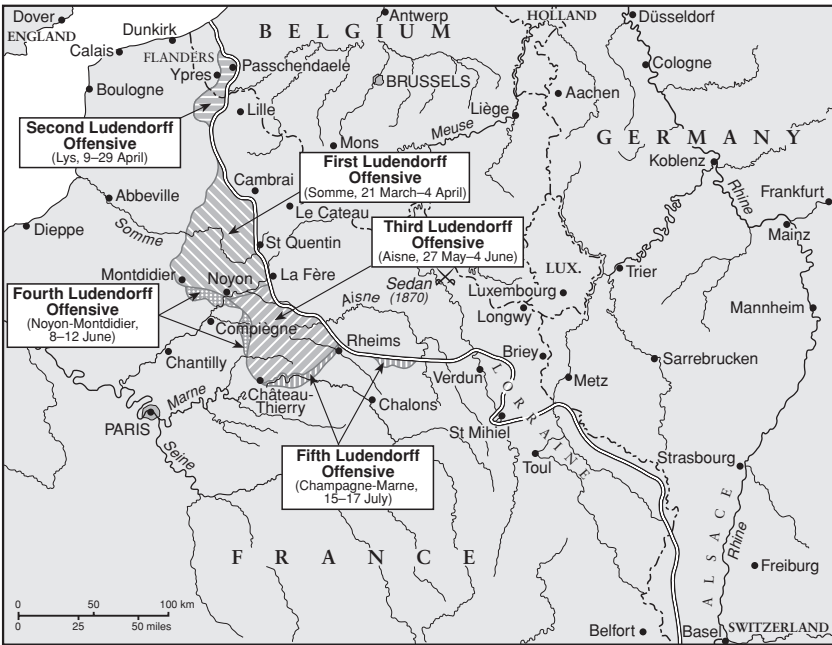 Dover
ENGLAND
Dunkirk
Calais
Boulogne
FLANDERS
Ypres
Passchendaele
Lille
BELGIUM
Antwerp
BRUSSELS
HOLLAND
Düsseldorf
Cologne
Aachen
Liège
Meuse
Mons
GERMANY
Koblenz
Rhine
Frankfurt
Mainz
Second Ludendorff
Offensive
(Lys, 9–29 April)
First Ludendorff
Offensive
(Somme, 21 March–4 April)
Cambrai
Le Cateau
Abbeville
Dieppe
Somme
St Quentin
Third Ludendorff
Offensive
(Aisne, 27 May–4 June)
Montdidier
Noyon
La Fère
Sedan
(1870)
LUX.
Luxembourg
Trier
Longwy
Mannheim
Fourth Ludendorff
Offensive
(Noyon-Montdidier,
8–12 June)
Aisne
Compiègne
Rheims
Chantilly
Briey
Verdun
Metz
Sarrebrucken
LORRAINE
Château-
Thierry
Marne
Chalons
PARIS
Seine
St Mihiel
Toul
Fifth Ludendorff
Offensive
(Champagne-Marne,
15–17 July)
Strasbourg
ALSACE
Rhine
Freiburg
FRANCE
Belfort
Basel
SWITZERLAND
0 50 100 km
0 25 50 miles